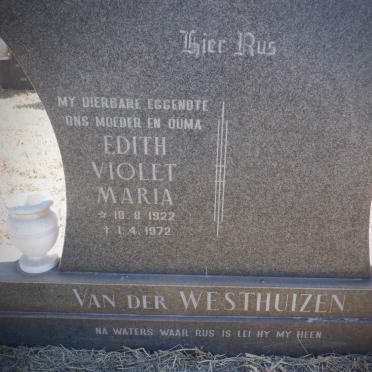 Hier Rus
MY DIERBARE EGGENOTE
ONS MOEDER EN OUMA
EDITH
VIOLET
MARIA
☆ 18.8.1922
† 1.4.1972
VAN DER WESTHUIZEN
NA WATERS WAAR RUS IS LEI HY MY HEEN